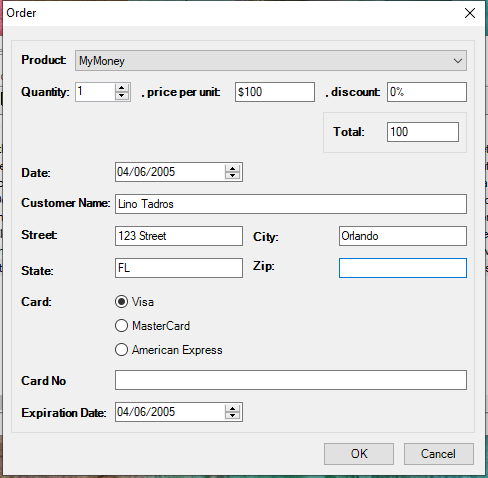 Order
Product: MyMoney
Quantity: 1 , price per unit: $100 , discount: 0%
Total: 100
Date: 04/06/2005
Customer Name: Lino Tadros
Street: 123 Street City: Orlando
State: FL Zip:
Card: Visa
MasterCard
American Express
Card No
Expiration Date: 04/06/2005
OK Cancel